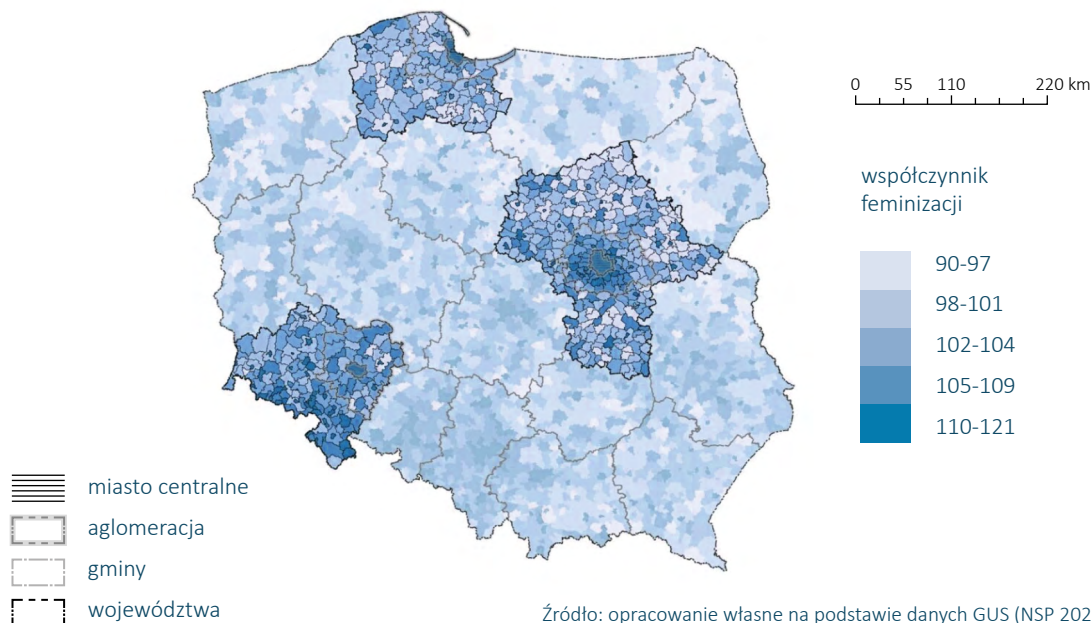 0 55 110 220 km
współczynnik
feminizacji
90-97
98-101
102-104
105-109
110-121
miasto centralne
aglomeracja
gminy
województwa
Źródło: opracowanie własne na podstawie danych GUS (NSP 202